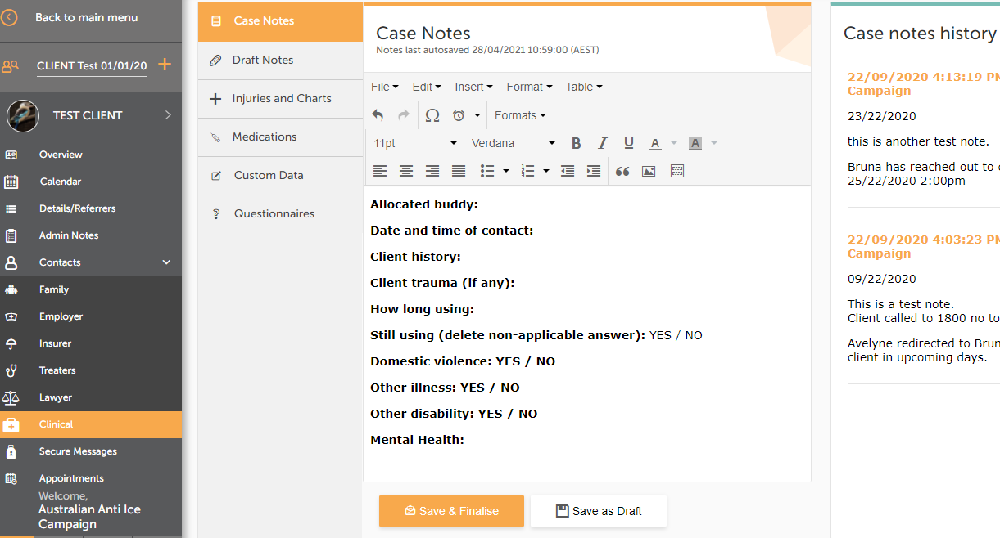 Back to main menu
CLIENT Test 01/01/20
TEST CLIENT
Overview
Calendar
Details/Referrers
Admin Notes
Contacts
Family
Employer
Insurer
Treaters
Lawyer
Clinical
Secure Messages
Appointments
Welcome,
Australian Anti Ice
Campaign
Case Notes
Draft Notes
Injuries and Charts
Medications
Custom Data
Questionnaires
Case Notes
Notes last autosaved 28/04/2021 10:59:00 (AEST)
File Edit Insert Format Table
Formats
11pt Verdana
B I U A A
Allocated buddy:
Date and time of contact:
Client history:
Client trauma (if any):
How long using:
Still using (delete non-applicable answer): YES / NO
Domestic violence: YES / NO
Other illness: YES / NO
Other disability: YES / NO
Mental Health:
Save & Finalise
Save as Draft
Case notes history
22/09/2020 4:13:19 PM
Campaign
23/22/2020
this is another test note.
Bruna has reached out to
25/22/2020 2:00pm
22/09/2020 4:03:23 PM
Campaign
09/22/2020
This is a test note.
Client called to 1800 no to
Avelyne redirected to Brun
client in upcoming days.